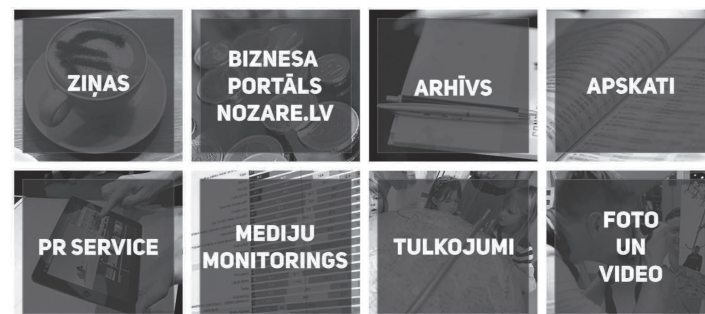 ZIŅAS
BIZNESA
PORTĀLS
NOZARE.LV
ARHĪVS
APSKATI
PR SERVICE
MEDIJU
MONITORINGS
TULKOJUMI
FOTO
UN
VIDEO